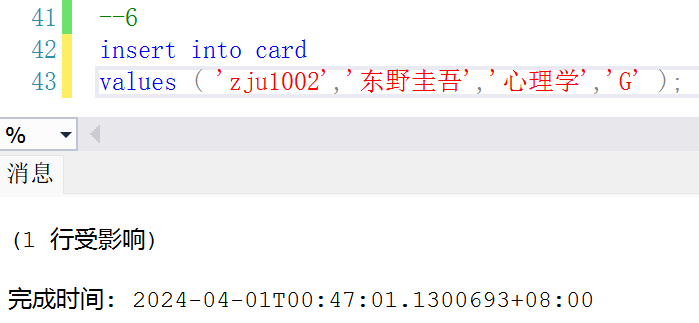 41 --6
42 insert into card
43 values ( 'zju1002','东野圭吾','心理学','G' );
%
消息
(1 行受影响)
完成时间: 2024-04-01T00:47:01.1300693+08:00